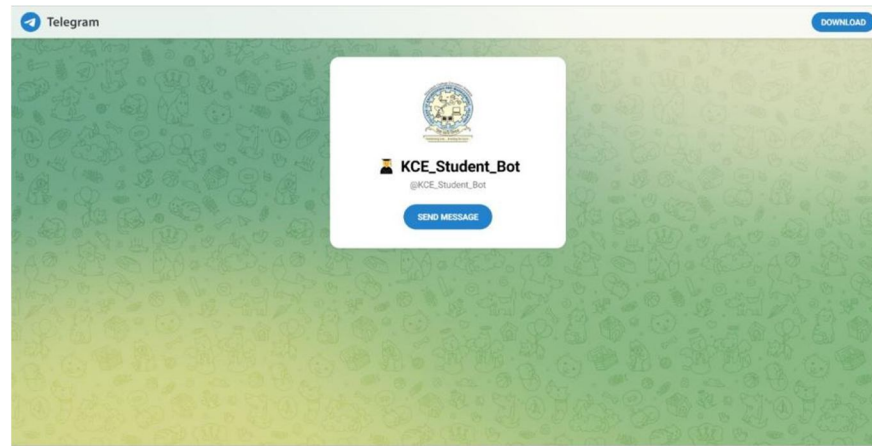 Telegram
DOWNLOAD
KCE_Student_Bot
@KCE_Student_Bot
SEND MESSAGE